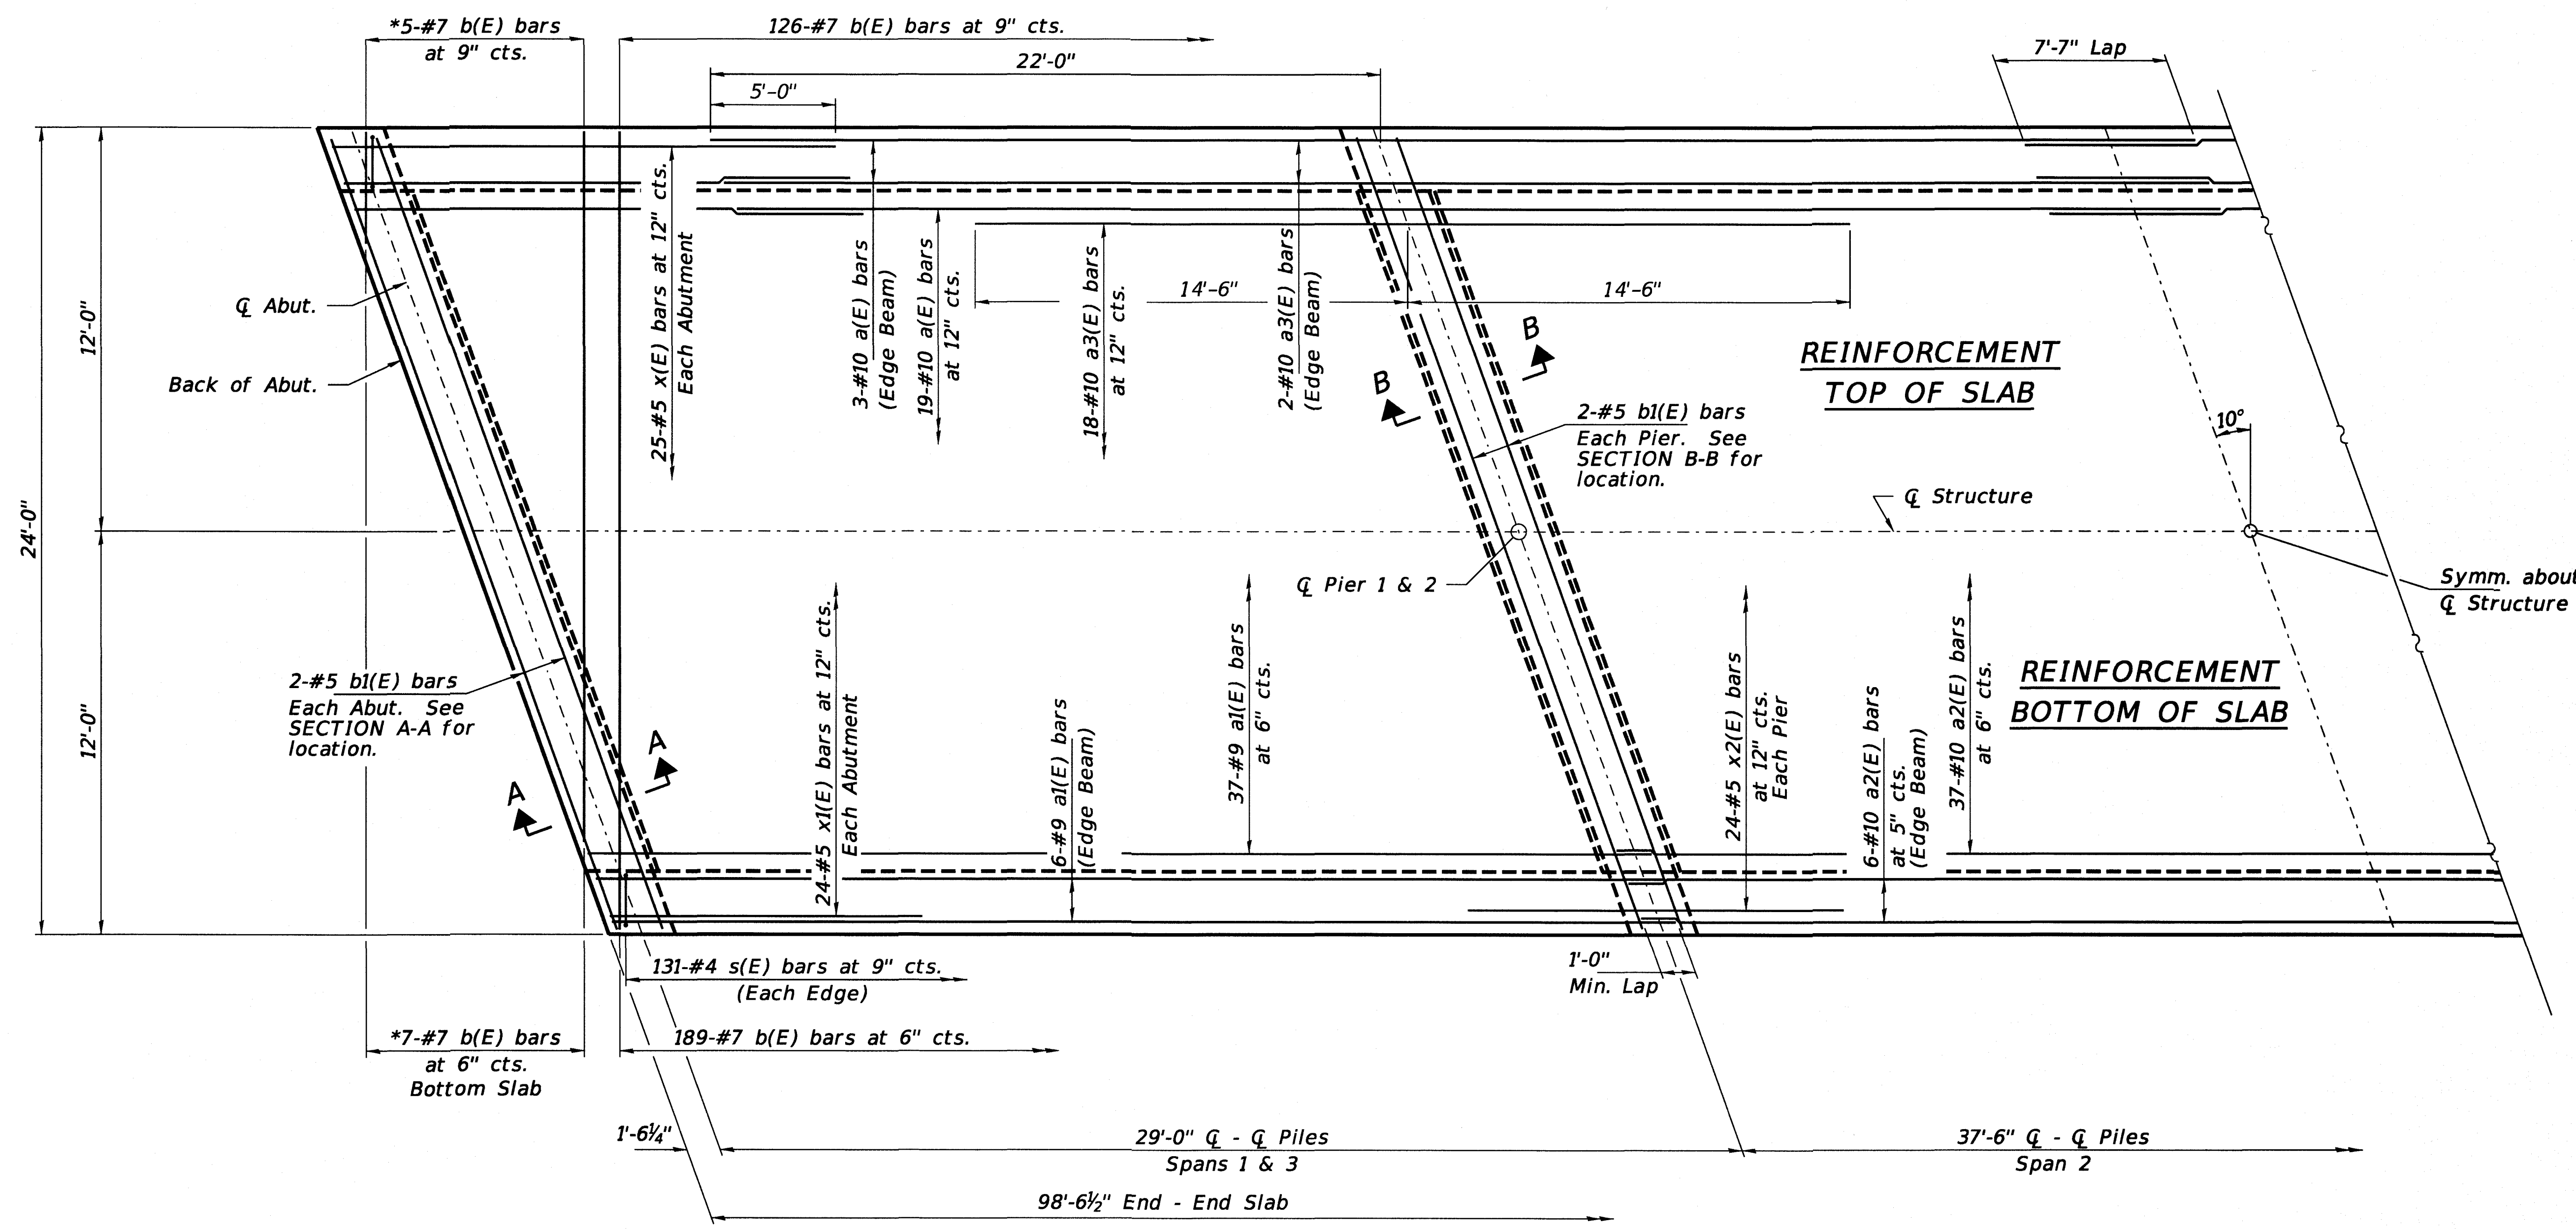 *5-#7 b(E) bars
at 9" cts.
126-#7 b(E) bars at 9" cts.
22'-0"
5'-0"
7'-7" Lap
24'-0"
12'-0"
12'-0"
℄ Abut.
Back of Abut.
25-#5 x(E) bars at 12" cts.
Each Abutment
3-#10 a(E) bars
(Edge Beam)
19-#10 a(E) bars
at 12" cts.
18-#10 a3(E) bars
at 12" cts.
14'-6"
14'-6"
2-#10 a3(E) bars
(Edge Beam)
B
B
REINFORCEMENT
TOP OF SLAB
2-#5 b1(E) bars
Each Pier. See
SECTION B-B for
location.
10°
℄ Structure
℄ Pier 1 & 2
Symm. about
℄ Structure
2-#5 b1(E) bars
Each Abut. See
SECTION A-A for
location.
A
A
24-#5 x1(E) bars at 12" cts.
Each Abutment
6-#9 a1(E) bars
(Edge Beam)
37-#9 a1(E) bars
at 6" cts.
24-#5 x2(E) bars
at 12" cts.
Each Pier
6-#10 a2(E) bars
at 5" cts.
(Edge Beam)
37-#10 a2(E) bars
at 6" cts.
REINFORCEMENT
BOTTOM OF SLAB
131-#4 s(E) bars at 9" cts.
(Each Edge)
1'-0"
Min. Lap
*7-#7 b(E) bars
at 6" cts.
Bottom Slab
189-#7 b(E) bars at 6" cts.
1'-6¼"
29'-0" ℄ - ℄ Piles
Spans 1 & 3
37'-6" ℄ - ℄ Piles
Span 2
98'-6½" End - End Slab